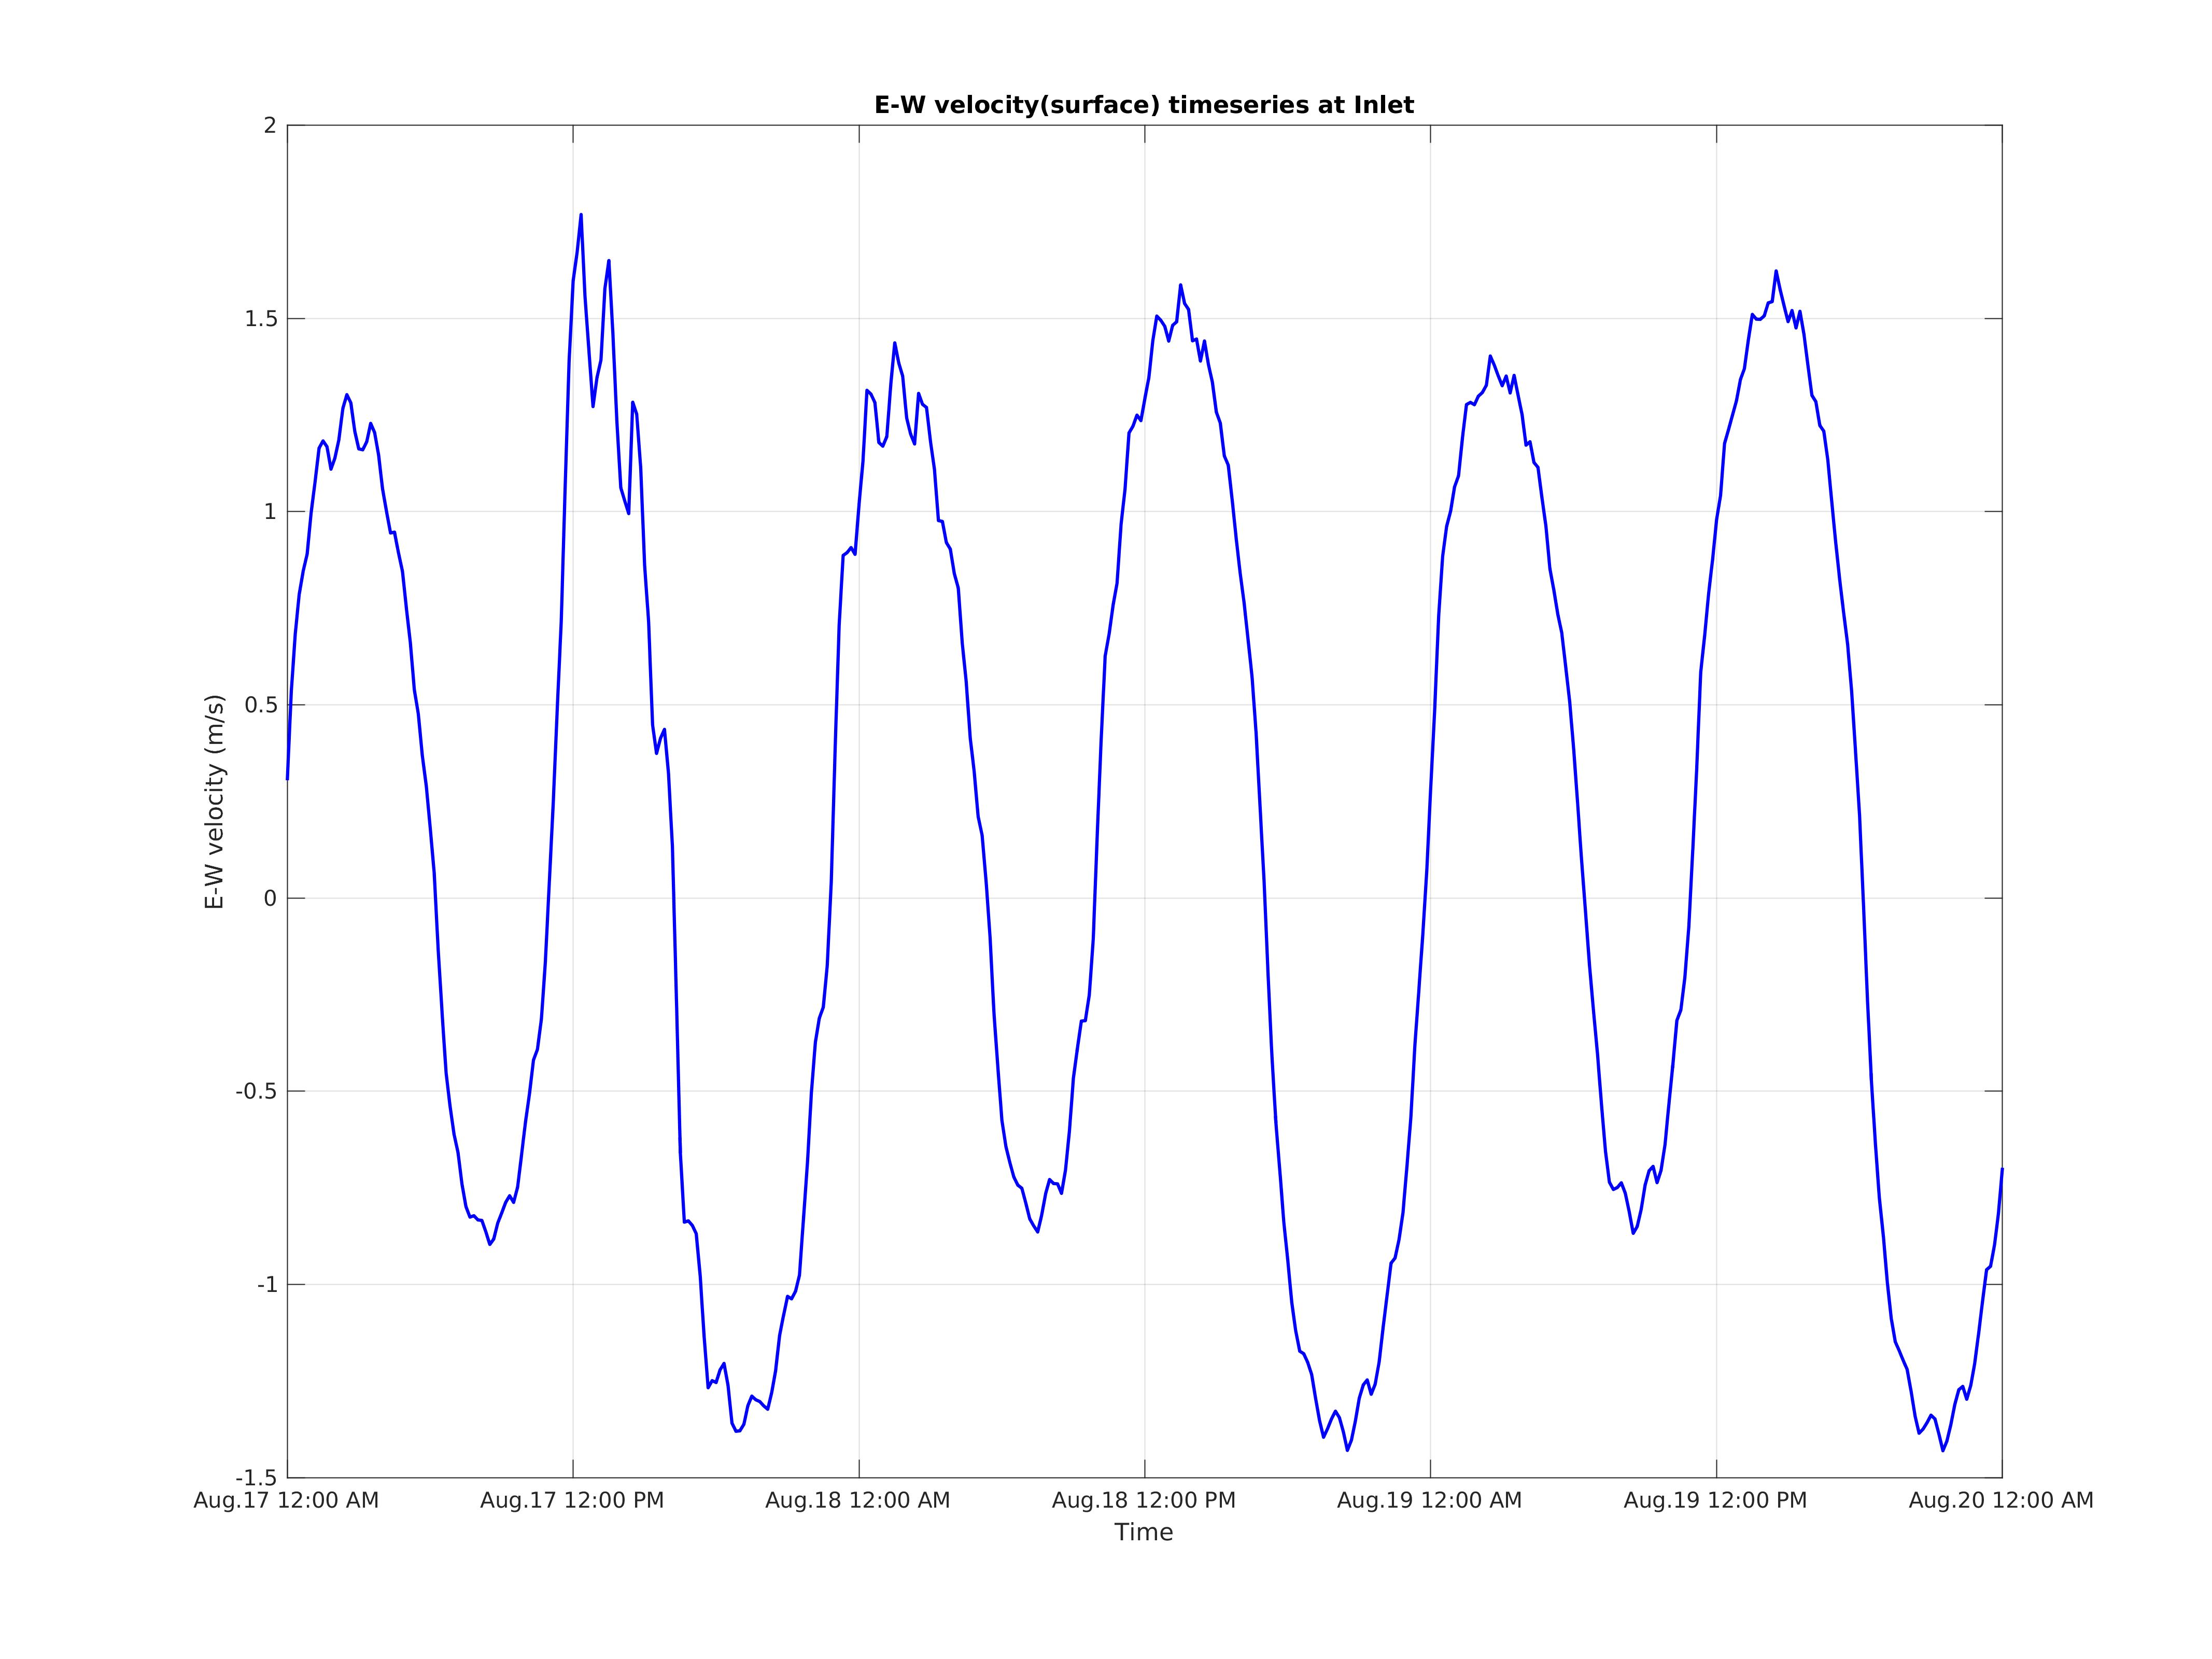 E-W velocity(surface) timeseries at Inlet
2
1.5
1
0.5
0
-0.5
-1
-1.5
E-W velocity (m/s)
Aug.17 12:00 AM Aug.17 12:00 PM Aug.18 12:00 AM Aug.18 12:00 PM Aug.19 12:00 AM Aug.19 12:00 PM Aug.20 12:00 AM
Time